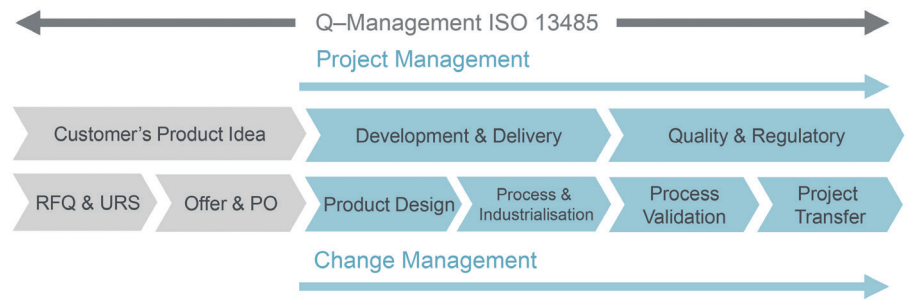 Q–Management ISO 13485
Project Management
Customer's Product Idea
Development & Delivery
Quality & Regulatory
RFQ & URS
Offer & PO
Product Design
Process &
Industrialisation
Process
Validation
Project
Transfer
Change Management